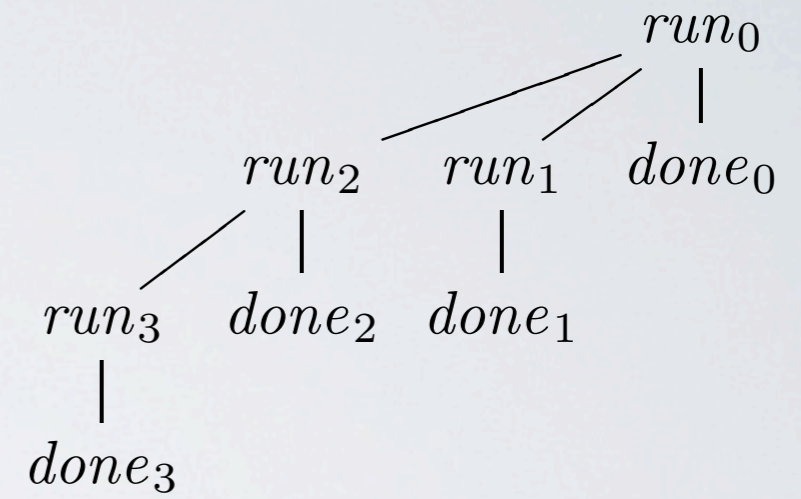 run₀
run₂ run₁ done₀
run₃ done₂ done₁
done₃